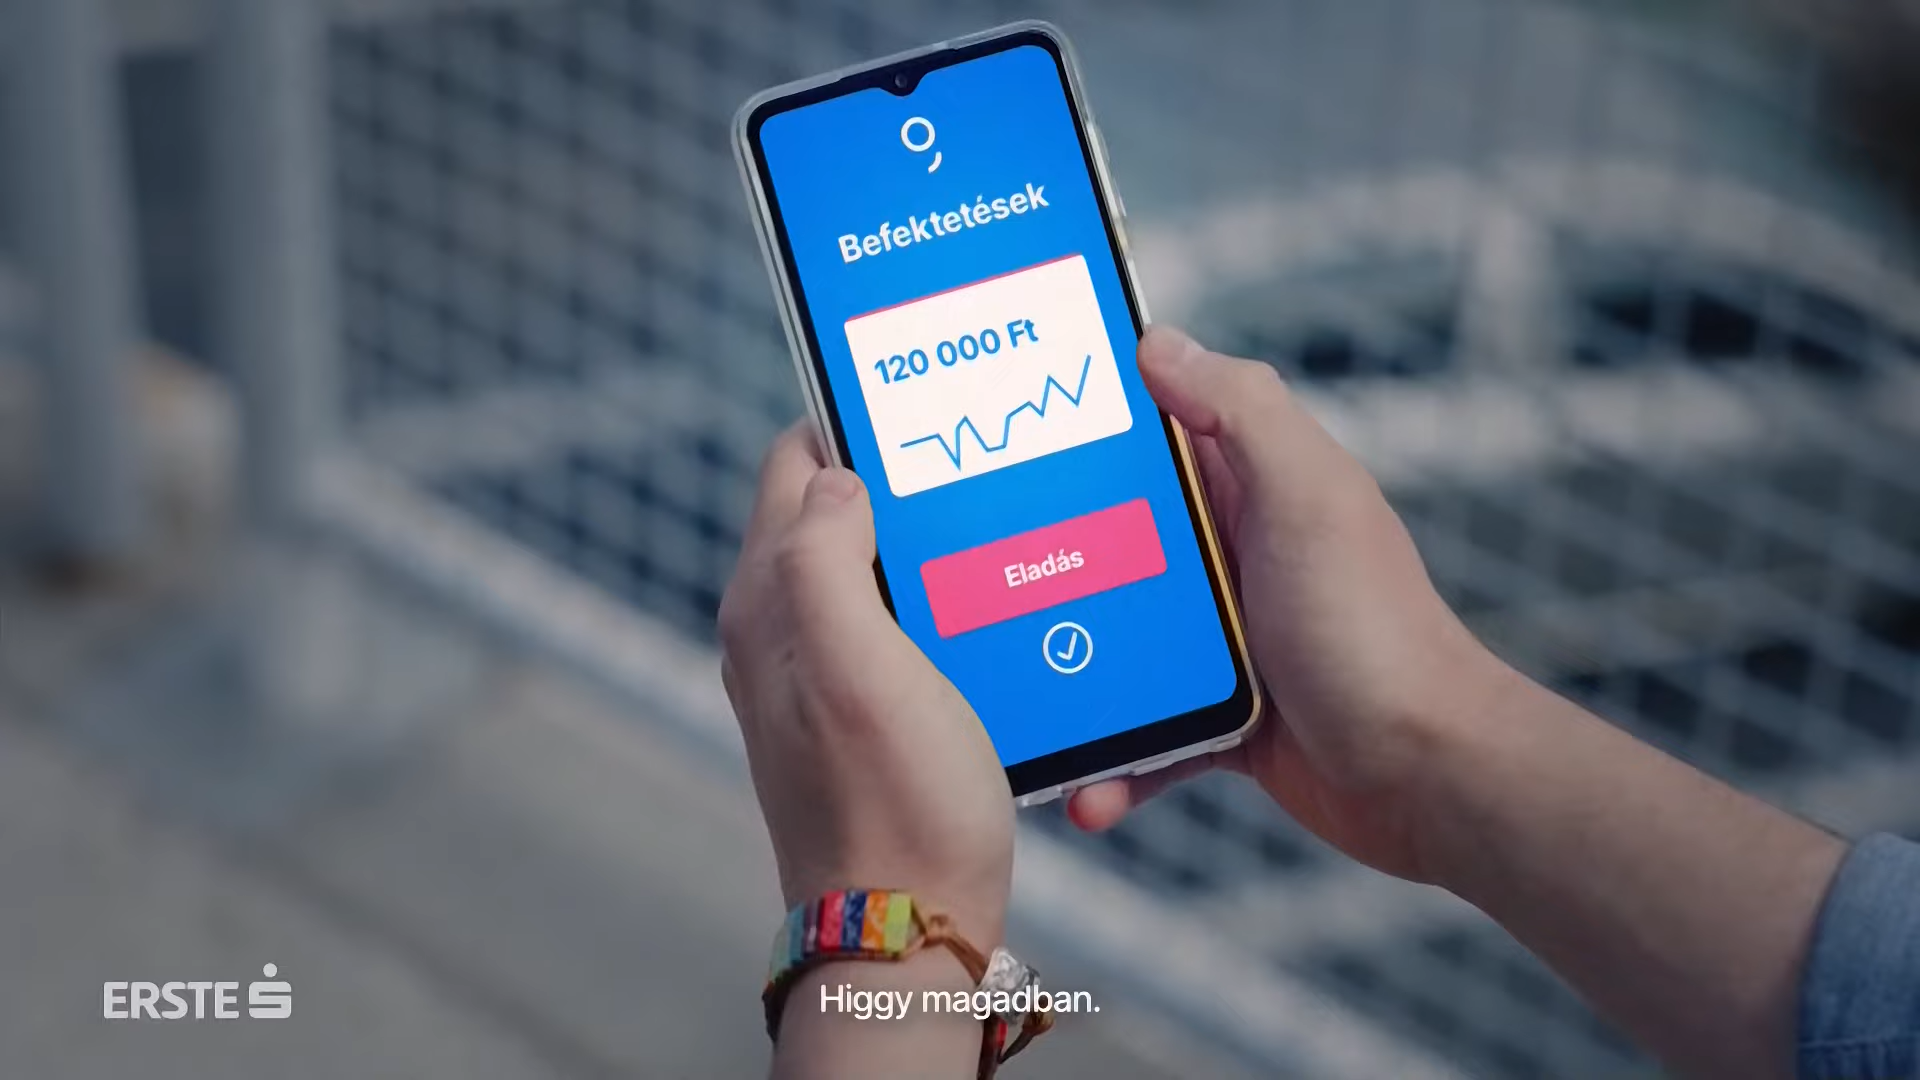 Befektetések
120 000 Ft
Eladás
ERSTE
Higgy magadban.